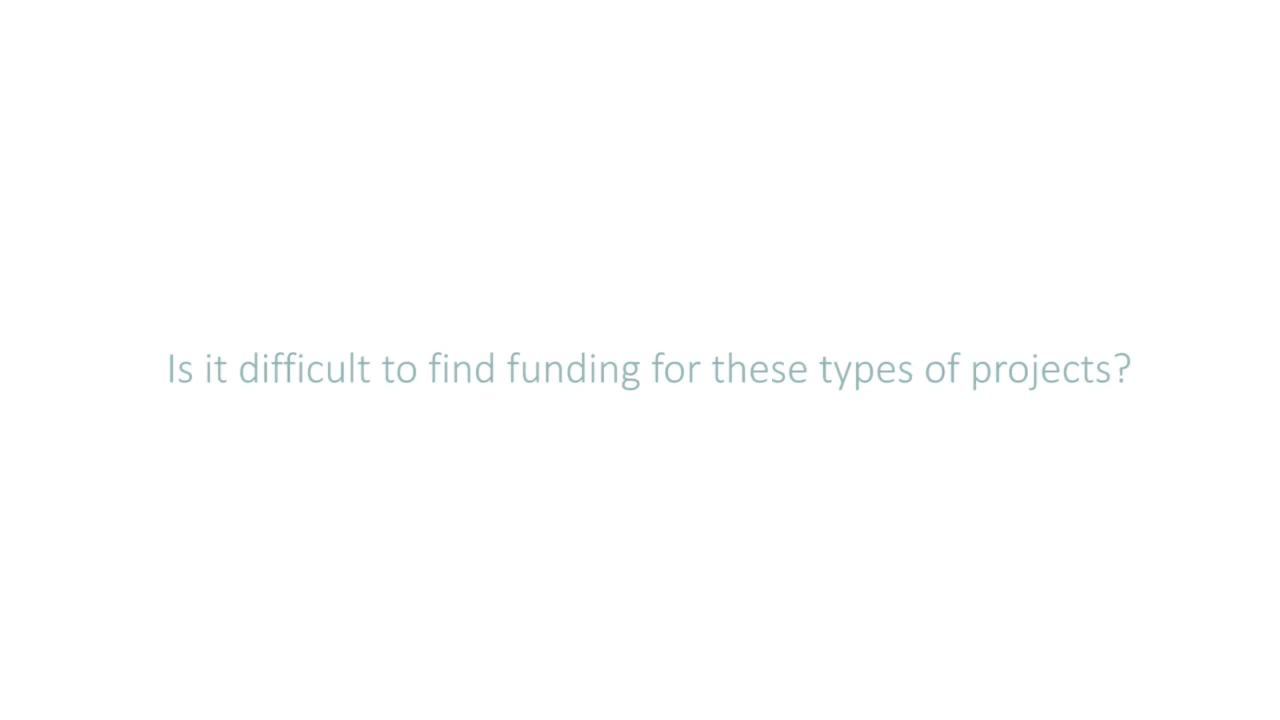 Is it difficult to find funding for these types of projects?